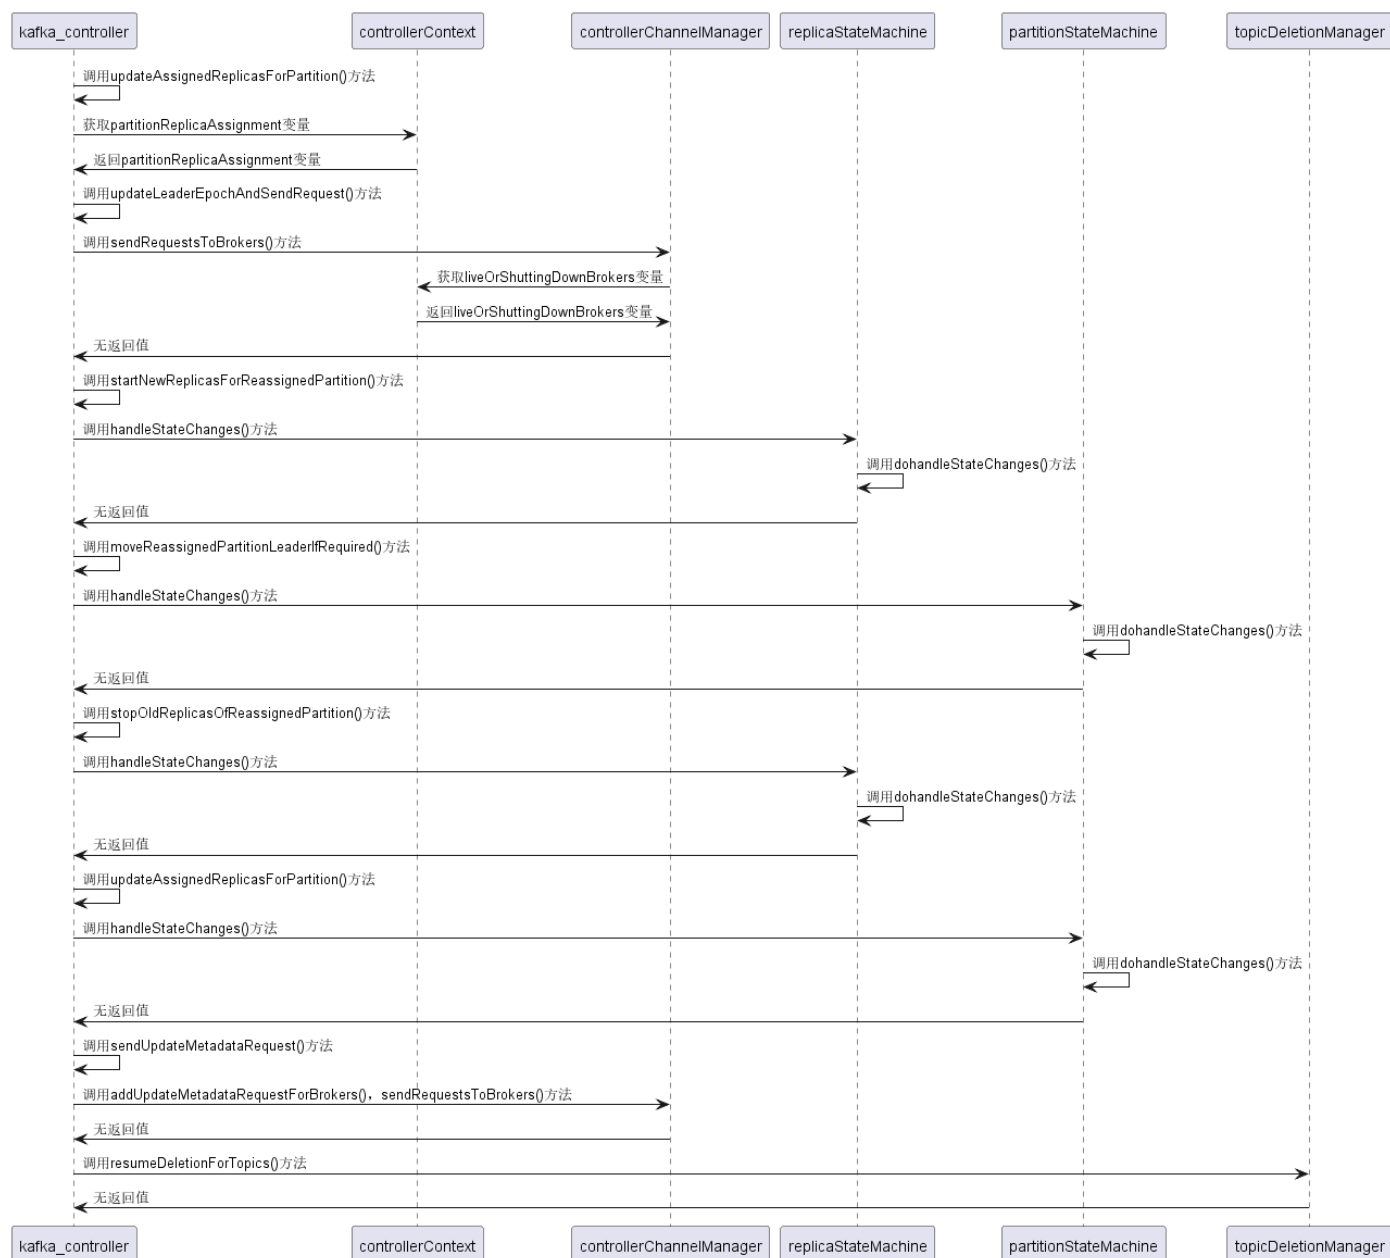 kafka_controller controllerContext controllerChannelManager replicaStateMachine partitionStateMachine topicDeletionManager
调用updateAssignedReplicasForPartition()方法
获取partitionReplicaAssignment变量
返回partitionReplicaAssignment变量
调用updateLeaderEpochAndSendRequest()方法
调用sendRequestsToBrokers()方法
获取liveOrShuttingDownBrokers变量
返回liveOrShuttingDownBrokers变量
无返回值
调用startNewReplicasForReassignedPartition()方法
调用handleStateChanges()方法
调用dohandleStateChanges()方法
无返回值
调用moveReassignedPartitionLeaderIfRequired()方法
调用handleStateChanges()方法
调用dohandleStateChanges()方法
无返回值
调用stopOldReplicasOfReassignedPartition()方法
调用handleStateChanges()方法
调用dohandleStateChanges()方法
无返回值
调用updateAssignedReplicasForPartition()方法
调用handleStateChanges()方法
调用dohandleStateChanges()方法
无返回值
调用sendUpdateMetadataRequest()方法
调用addUpdateMetadataRequestForBrokers()，sendRequestsToBrokers()方法
无返回值
调用resumeDeletionForTopics()方法
无返回值
kafka_controller controllerContext controllerChannelManager replicaStateMachine partitionStateMachine topicDeletionManager